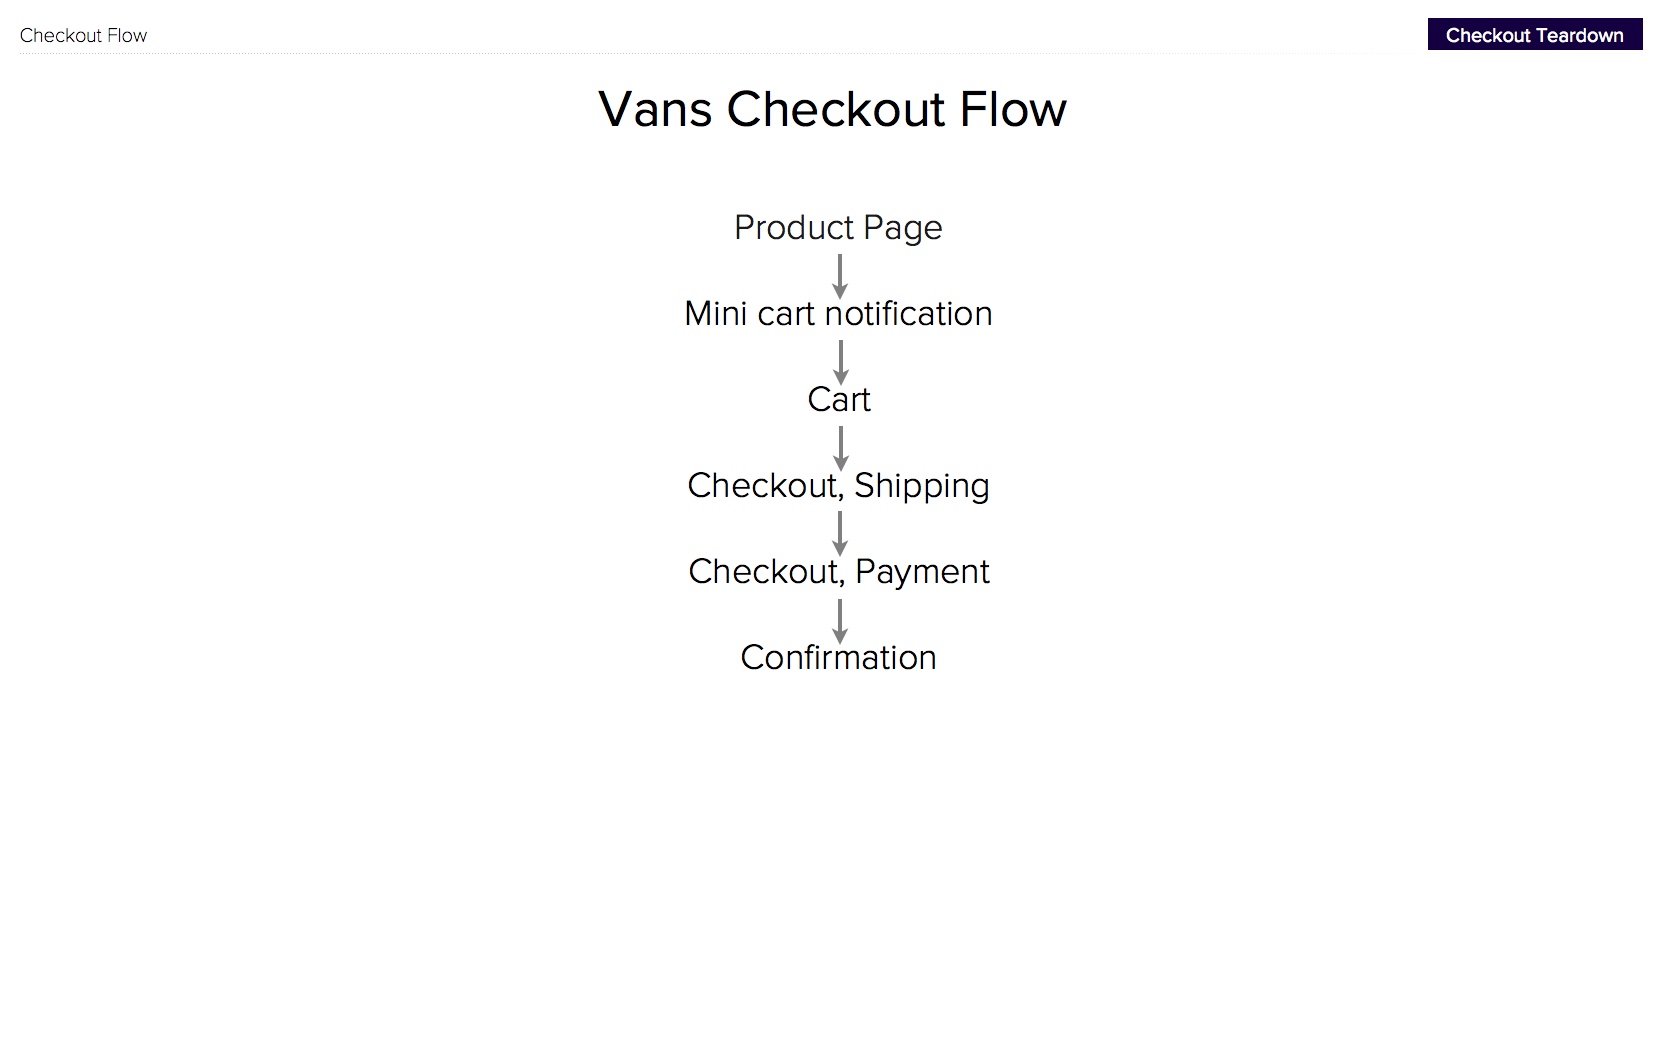 Checkout Flow
Checkout Teardown
Vans Checkout Flow
Product Page
Mini cart notification
Cart
Checkout, Shipping
Checkout, Payment
Confirmation